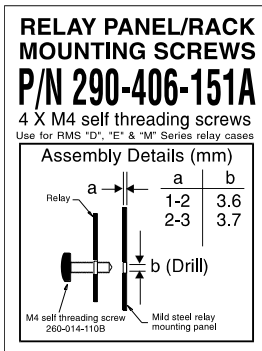 RELAY PANEL/RACK
MOUNTING SCREWS
P/N 290-406-151A
4 X M4 self threading screws
Use for RMS "D", "E" & "M" Series relay cases
Assembly Details (mm)
a
a b
1-2 3.6
2-3 3.7
Relay
b (Drill)
M4 self threading screw
260-014-110B
Mild steel relay
mounting panel